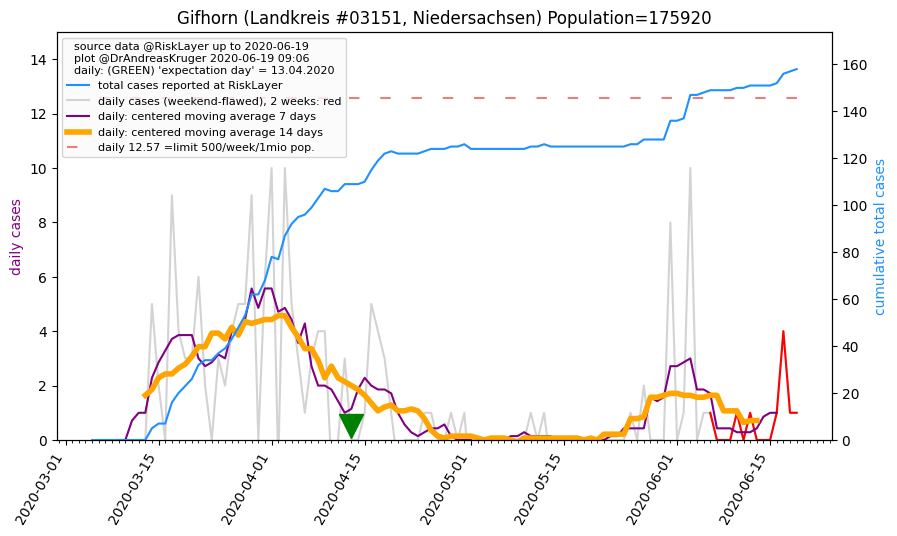 Gifhorn (Landkreis #03151, Niedersachsen) Population=175920
source data @RiskLayer up to 2020-06-19
plot @DrAndreasKruger 2020-06-19 09:06
daily: (GREEN) 'expectation day' = 13.04.2020
total cases reported at RiskLayer
daily cases (weekend-flawed), 2 weeks: red
daily: centered moving average 7 days
daily: centered moving average 14 days
daily 12.57 =limit 500/week/1mio pop.
daily cases
14
12
10
8
6
4
2
0
cumulative total cases
160
140
120
100
80
60
40
20
0
2020-03-01
2020-03-15
2020-04-01
2020-04-15
2020-05-01
2020-05-15
2020-06-01
2020-06-15